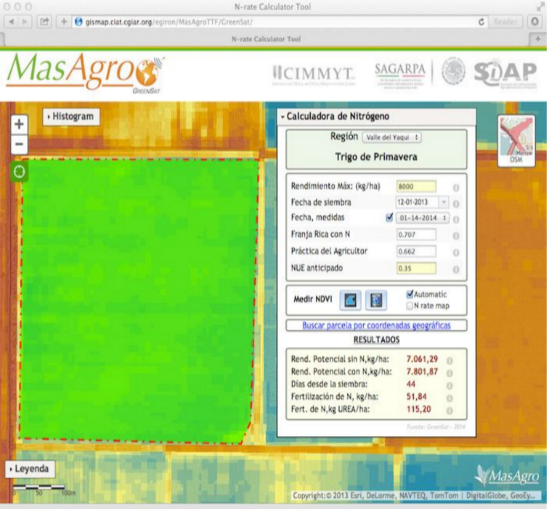 N-rate Calculator Tool
gismap.ciat.cgiar.org/egiron/MasAgroTTF/GreenSat/
Reader
N-rate Calculator Tool
MasAgro
GREENSAT
CIMMYT
SAGARPA
SIDAP
Histogram
Calculadora de Nitrógeno
Región Valle del Yaqui
Trigo de Primavera
OSM
Rendimiento Máx: (kg/ha) 8000
Fecha de siembra 12-01-2013
Fecha, medidas 01-14-2014
Franja Rica con N 0.707
Práctica del Agricultor 0.662
NUE anticipado 0.35
Medir NDVI
Automatic
N rate map
Buscar parcela por coordenadas geográficas
RESULTADOS
Rend. Potencial sin N,kg/ha: 7.061,29
Rend. Potencial con N,kg/ha: 7.801,87
Días desde la siembra: 44
Fertilización de N, kg/ha: 51,84
Fert. de N,kg UREA/ha: 115,20
Fuente: GreenSat - 2014
Leyenda
0 50 100m
MasAgro
Copyright:© 2013 Esri, DeLorme, NAVTEQ, TomTom | DigitalGlobe, GeoEy...